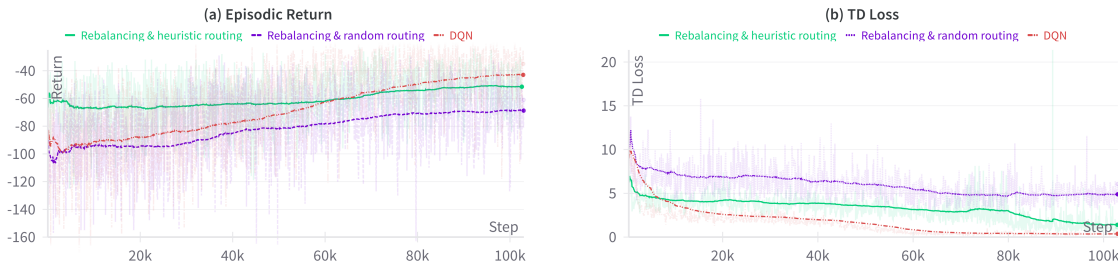 (a) Episodic Return
Rebalancing & heuristic routing Rebalancing & random routing DQN
Return
-40
-60
-80
-100
-120
-140
-160
Step
20k 40k 60k 80k 100k
(b) TD Loss
Rebalancing & heuristic routing Rebalancing & random routing DQN
TD Loss
20
15
10
5
0
Step
20k 40k 60k 80k 100k